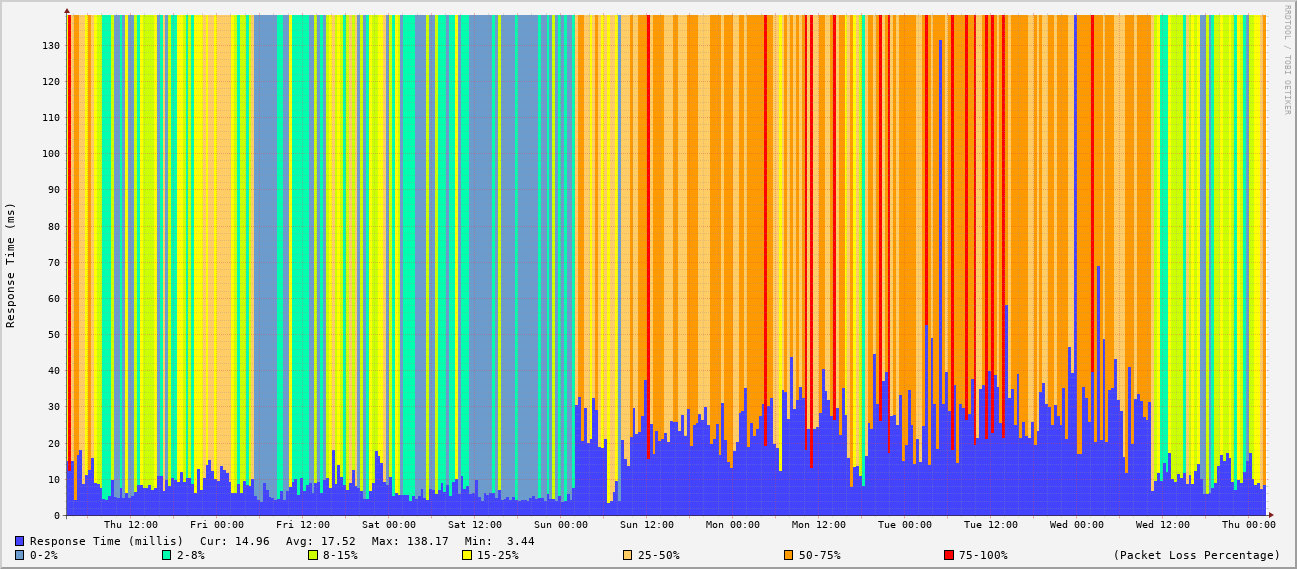 RRDTOOL / TOBI OETIKER
Response Time (ms)
130
120
110
100
90
80
70
60
50
40
30
20
10
0
Thu 12:00 Fri 00:00 Fri 12:00 Sat 00:00 Sat 12:00 Sun 00:00 Sun 12:00 Mon 00:00 Mon 12:00 Tue 00:00 Tue 12:00 Wed 00:00 Wed 12:00 Thu 00:00
Response Time (millis) Cur: 14.96 Avg: 17.52 Max: 138.17 Min: 3.44
0-2% 2-8% 8-15% 15-25% 25-50% 50-75% 75-100% (Packet Loss Percentage)